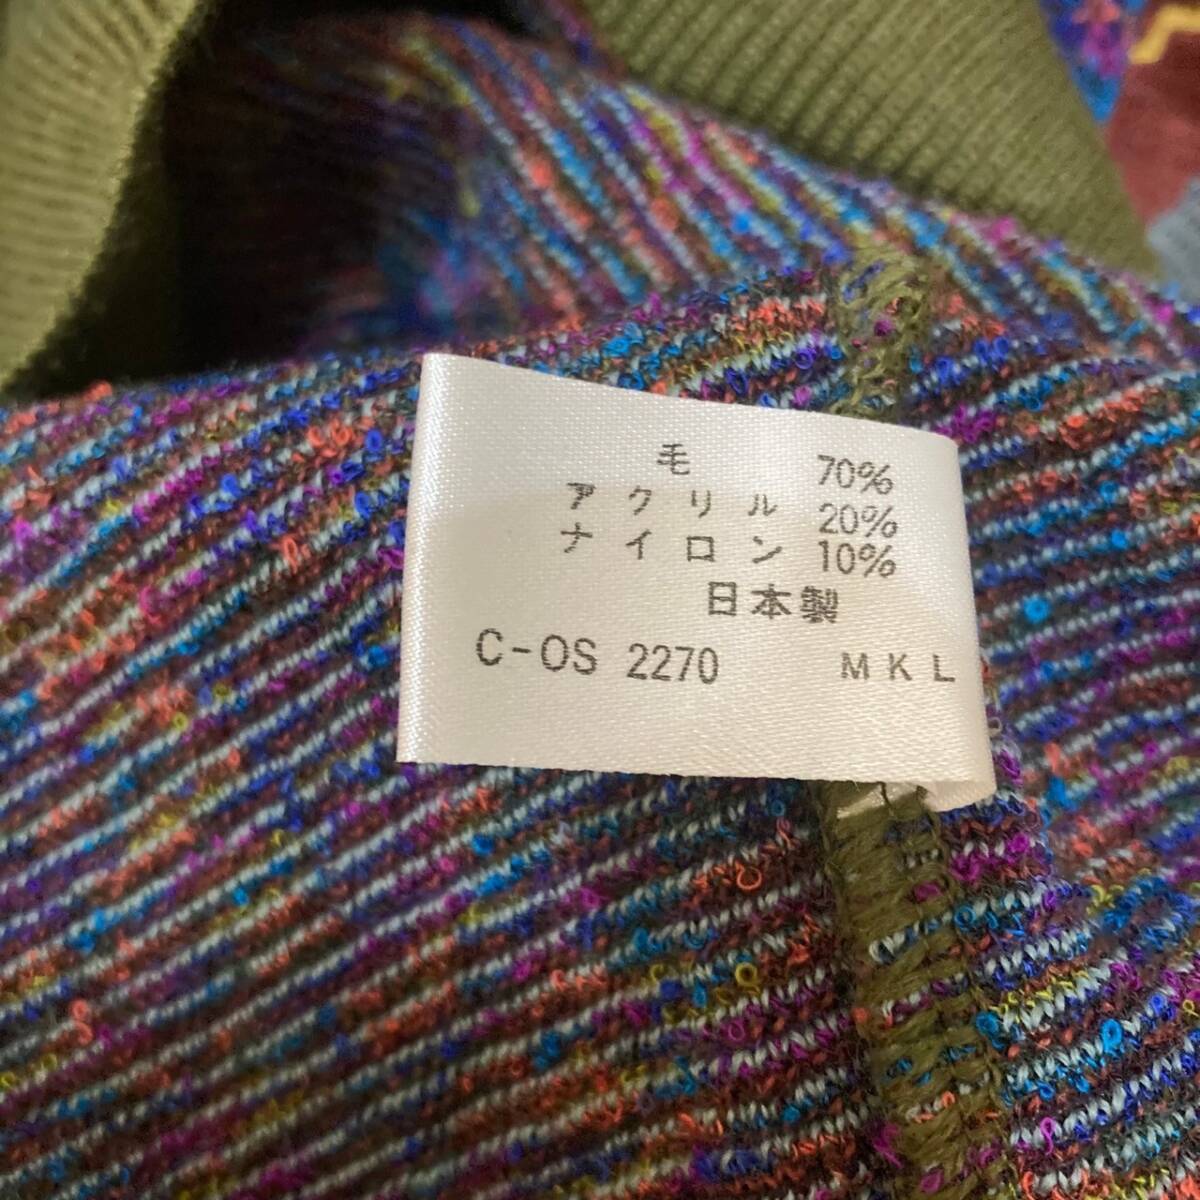 毛 70%
アクリル 20%
ナイロン 10%
日本製
C-OS 2270 MKL